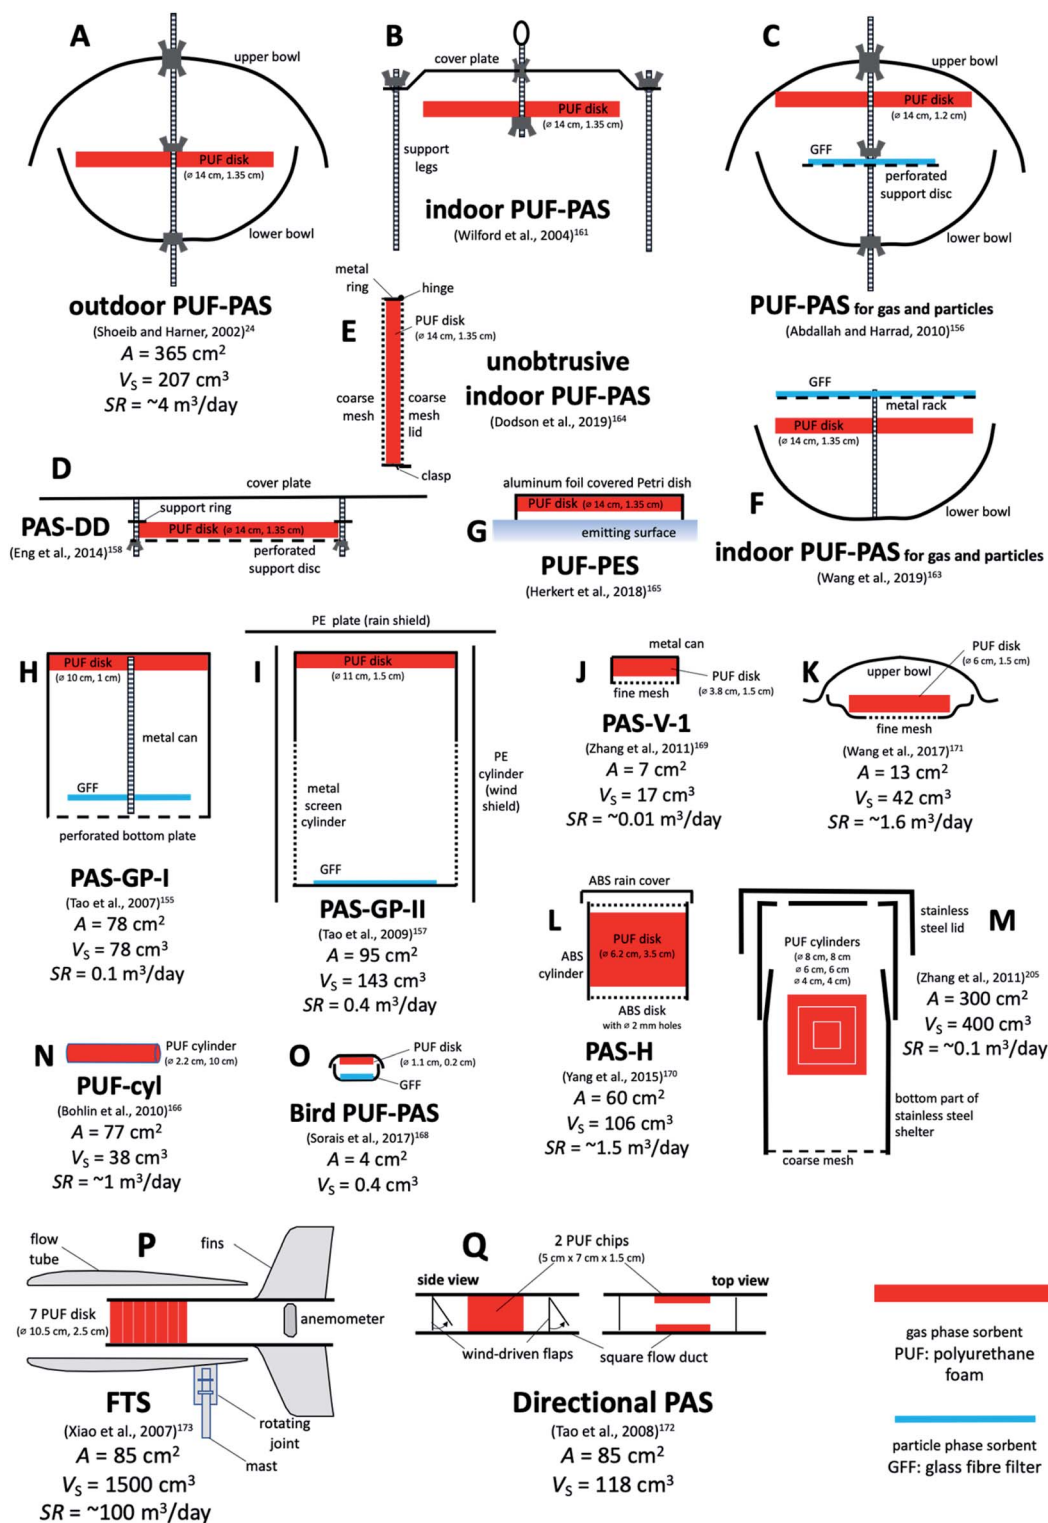 A
upper bowl
PUF disk
(ø 14 cm, 1.35 cm)
lower bowl
outdoor PUF-PAS
(Shoeib and Harner, 2002)24
A = 365 cm2
VS = 207 cm3
SR = ~4 m3/day
B
cover plate
PUF disk
(ø 14 cm, 1.35 cm)
support
legs
indoor PUF-PAS
(Wilford et al., 2004)161
C
upper bowl
PUF disk
(ø 14 cm, 1.2 cm)
GFF
perforated
support disc
lower bowl
PUF-PAS for gas and particles
(Abdallah and Harrad, 2010)156
E
metal
ring
hinge
PUF disk
(ø 14 cm, 1.35 cm)
coarse
mesh
coarse
mesh
lid
clasp
unobtrusive
indoor PUF-PAS
(Dodson et al., 2019)164
D
cover plate
support ring
PUF disk (ø 14 cm, 1.35 cm)
perforated
support disc
PAS-DD
(Eng et al., 2014)158
G
aluminum foil covered Petri dish
PUF disk (ø 14 cm, 1.35 cm)
emitting surface
PUF-PES
(Herkert et al., 2018)165
F
GFF
metal rack
PUF disk
(ø 14 cm, 1.35 cm)
lower bowl
indoor PUF-PAS for gas and particles
(Wang et al., 2019)163
H
PUF disk
(ø 10 cm, 1 cm)
metal can
GFF
perforated bottom plate
PAS-GP-I
(Tao et al., 2007)155
A = 78 cm2
VS = 78 cm3
SR = 0.1 m3/day
I
PE plate (rain shield)
PUF disk
(ø 11 cm, 1.5 cm)
metal
screen
cylinder
PE
cylinder
(wind
shield)
GFF
PAS-GP-II
(Tao et al., 2009)157
A = 95 cm2
VS = 143 cm3
SR = 0.4 m3/day
J
metal can
PUF disk
(ø 3.8 cm, 1.5 cm)
fine mesh
PAS-V-1
(Zhang et al., 2011)169
A = 7 cm2
VS = 17 cm3
SR = ~0.01 m3/day
K
PUF disk
(ø 6 cm, 1.5 cm)
upper bowl
fine mesh
(Wang et al., 2017)171
A = 13 cm2
VS = 42 cm3
SR = ~1.6 m3/day
L
ABS rain cover
PUF disk
(ø 6.2 cm, 3.5 cm)
ABS
cylinder
ABS disk
with ø 2 mm holes
PAS-H
(Yang et al., 2015)170
A = 60 cm2
VS = 106 cm3
SR = ~1.5 m3/day
M
stainless
steel lid
PUF cylinders
(ø 8 cm, 8 cm
ø 6 cm, 6 cm
ø 4 cm, 4 cm)
(Zhang et al., 2011)205
A = 300 cm2
VS = 400 cm3
SR = ~0.1 m3/day
bottom part of
stainless steel
shelter
coarse mesh
N
PUF cylinder
(ø 2.2 cm, 10 cm)
PUF-cyl
(Bohlin et al., 2010)166
A = 77 cm2
VS = 38 cm3
SR = ~1 m3/day
O
PUF disk
(ø 1.1 cm, 0.2 cm)
GFF
Bird PUF-PAS
(Sorais et al., 2017)168
A = 4 cm2
VS = 0.4 cm3
P
flow
tube
fins
7 PUF disk
(ø 10.5 cm, 2.5 cm)
anemometer
rotating
joint
mast
FTS
(Xiao et al., 2007)173
A = 85 cm2
VS = 1500 cm3
SR = ~100 m3/day
Q
2 PUF chips
(5 cm x 7 cm x 1.5 cm)
side view
top view
wind-driven flaps
square flow duct
Directional PAS
(Tao et al., 2008)172
A = 85 cm2
VS = 118 cm3
gas phase sorbent
PUF: polyurethane
foam
particle phase sorbent
GFF: glass fibre filter